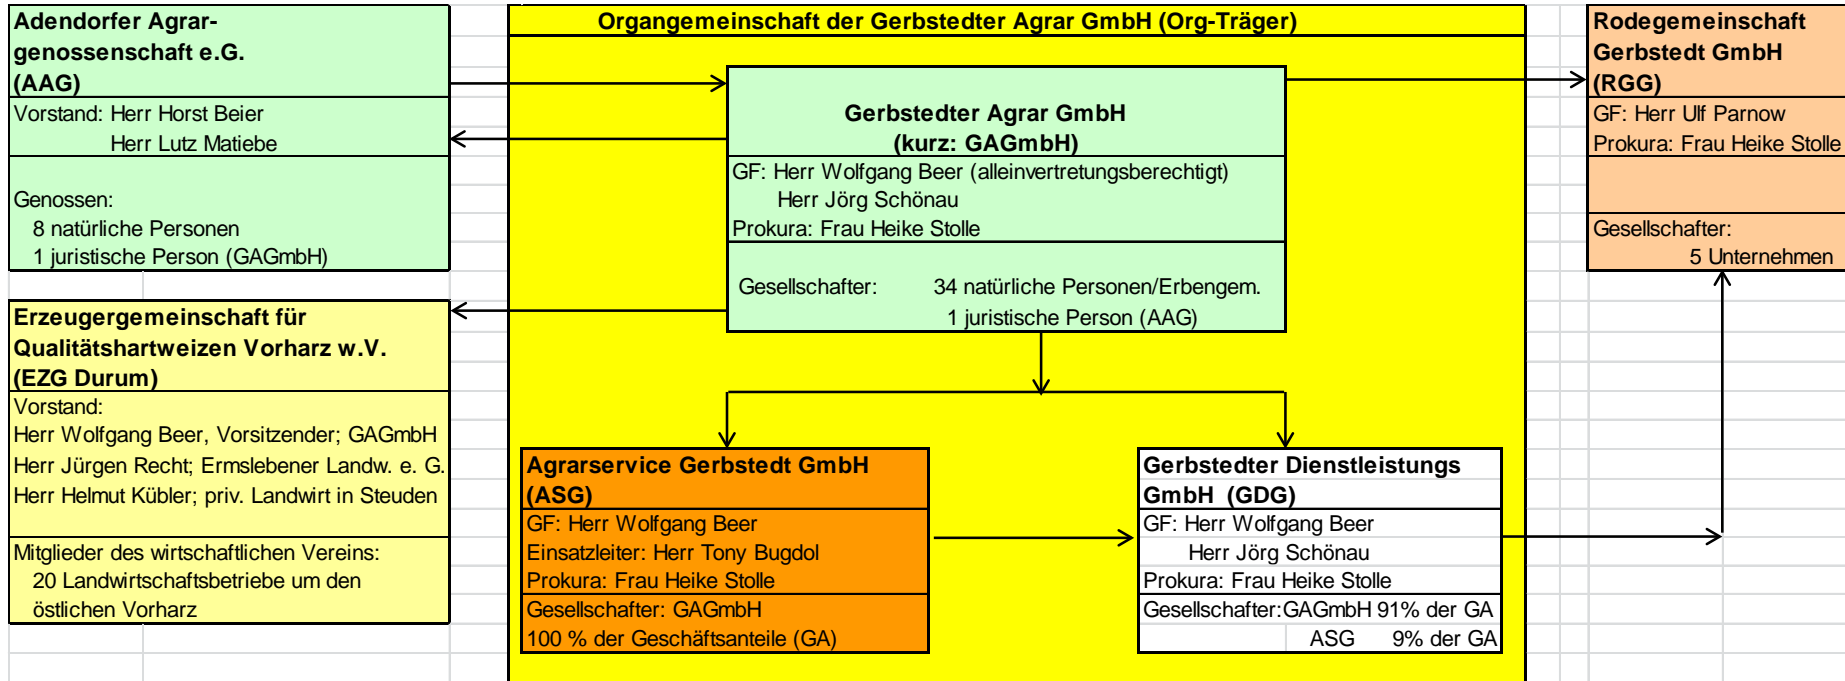 Adendorfer Agrar-
genossenschaft e.G.
(AAG)
Vorstand: Herr Horst Beier
Herr Lutz Matiebe
Genossen:
8 natürliche Personen
1 juristische Person (GAGmbH)
Erzeugergemeinschaft für
Qualitätshartweizen Vorharz w.V.
(EZG Durum)
Vorstand:
Herr Wolfgang Beer, Vorsitzender; GAGmbH
Herr Jürgen Recht; Ermslebener Landw. e. G.
Herr Helmut Kübler; priv. Landwirt in Steuden
Mitglieder des wirtschaftlichen Vereins:
20 Landwirtschaftsbetriebe um den
östlichen Vorharz
Organgemeinschaft der Gerbstedter Agrar GmbH (Org-Träger)
Gerbstedter Agrar GmbH
(kurz: GAGmbH)
GF: Herr Wolfgang Beer (alleinvertretungsberechtigt)
Herr Jörg Schönau
Prokura: Frau Heike Stolle
Gesellschafter: 34 natürliche Personen/Erbengem.
1 juristische Person (AAG)
Agrarservice Gerbstedt GmbH
(ASG)
GF: Herr Wolfgang Beer
Einsatzleiter: Herr Tony Bugdol
Prokura: Frau Heike Stolle
Gesellschafter: GAGmbH
100 % der Geschäftsanteile (GA)
Gerbstedter Dienstleistungs
GmbH (GDG)
GF: Herr Wolfgang Beer
Herr Jörg Schönau
Prokura: Frau Heike Stolle
Gesellschafter:GAGmbH 91% der GA
ASG 9% der GA
Rodegemeinschaft
Gerbstedt GmbH
(RGG)
GF: Herr Ulf Parnow
Prokura: Frau Heike Stolle
Gesellschafter:
5 Unternehmen